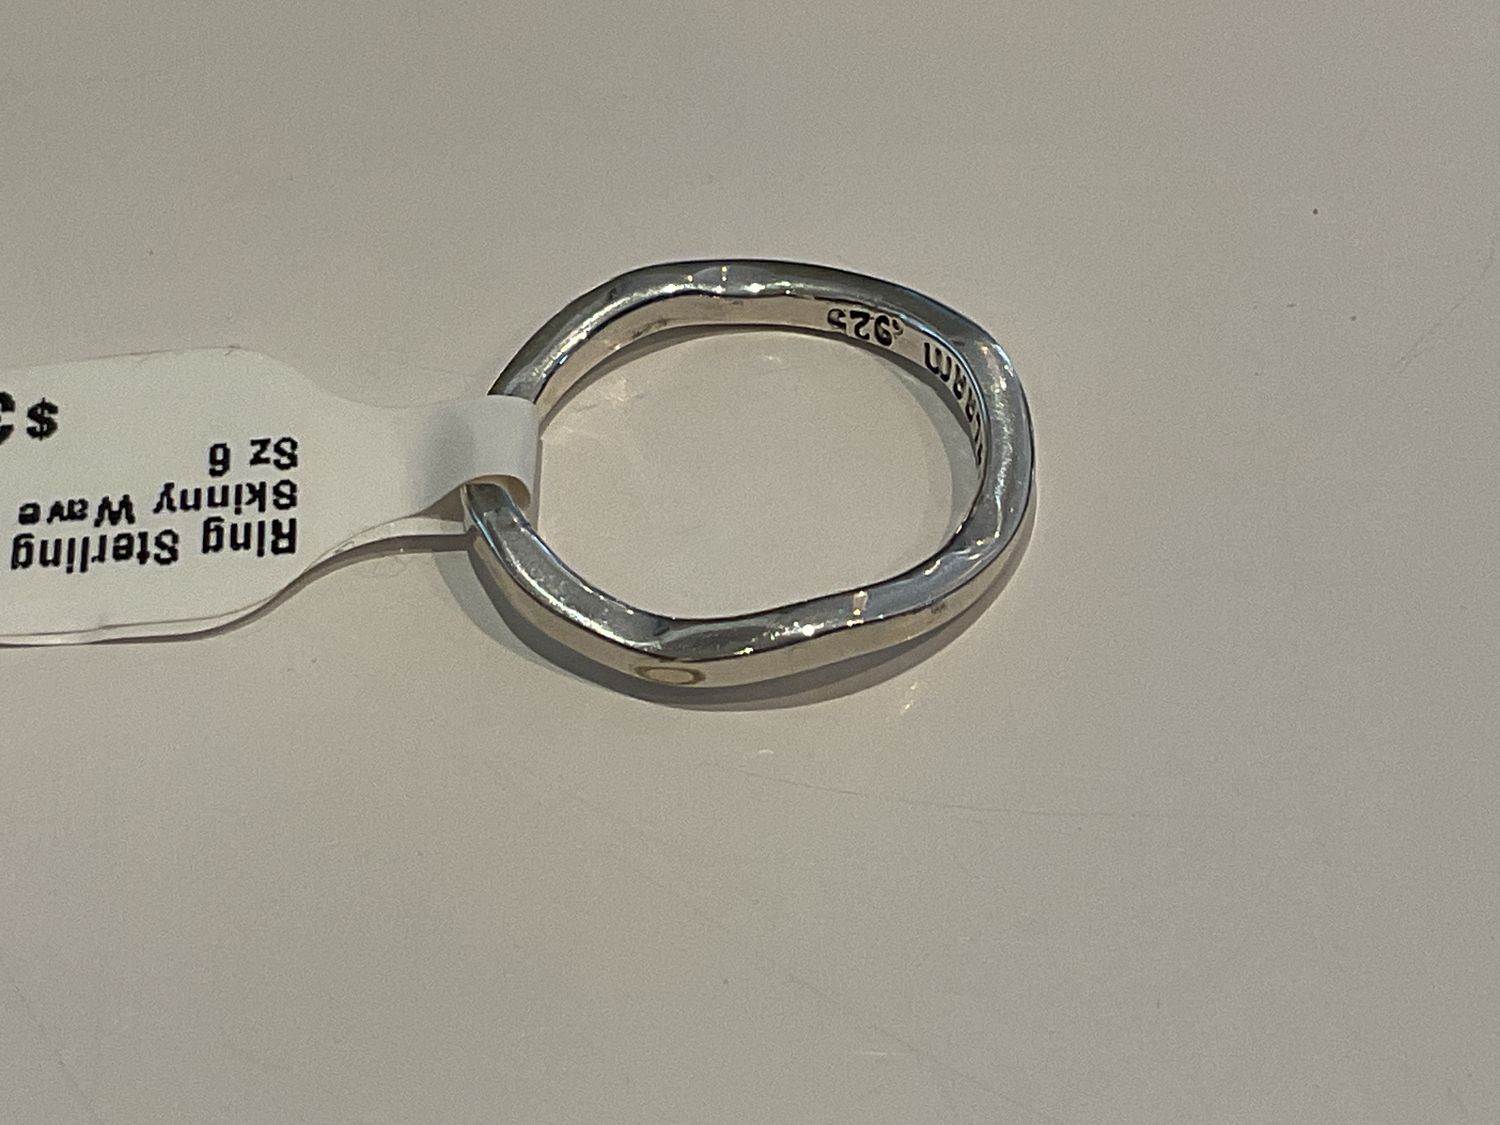 Ring Sterling
Skinny Wave
Sz 6
$
.925